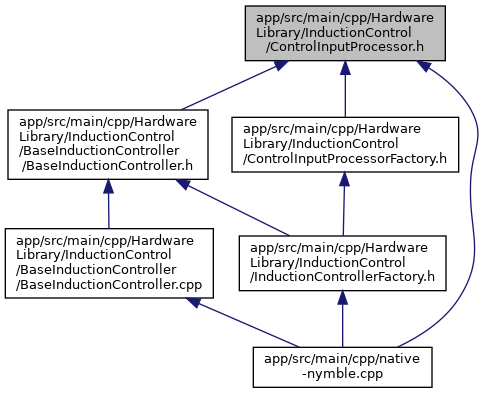 app/src/main/cpp/Hardware
Library/InductionControl
/ControlInputProcessor.h
app/src/main/cpp/Hardware
Library/InductionControl
/BaseInductionController
/BaseInductionController.h
app/src/main/cpp/Hardware
Library/InductionControl
/ControlInputProcessorFactory.h
app/src/main/cpp/Hardware
Library/InductionControl
/BaseInductionController
/BaseInductionController.cpp
app/src/main/cpp/Hardware
Library/InductionControl
/InductionControllerFactory.h
app/src/main/cpp/native
-nymble.cpp